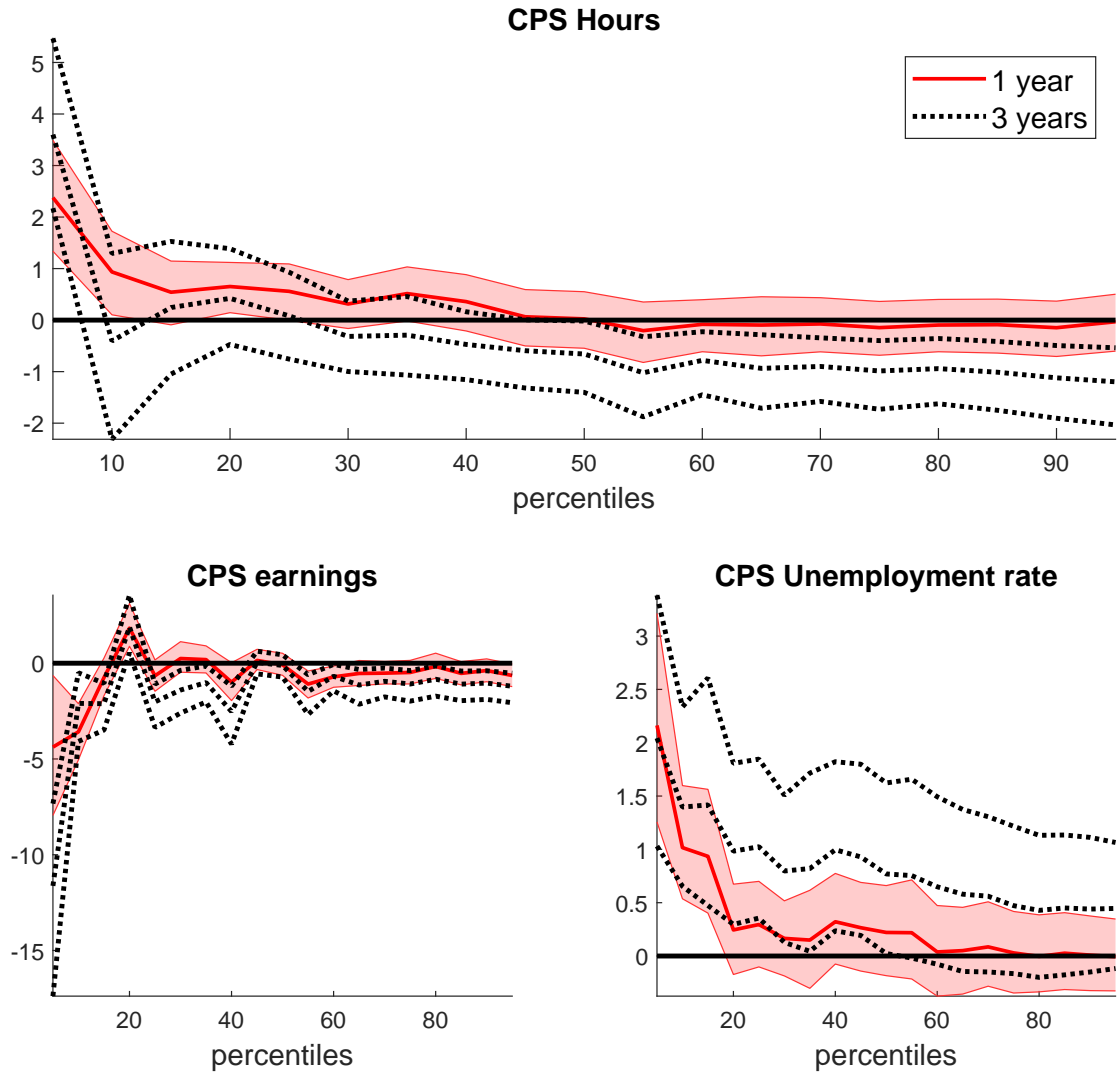 CPS Hours
1 year
3 years
5
4
3
2
1
0
-1
-2
10 20 30 40 50 60 70 80 90
percentiles
CPS earnings
0
-5
-10
-15
20 40 60 80
percentiles
CPS Unemployment rate
3
2.5
2
1.5
1
0.5
0
20 40 60 80
percentiles